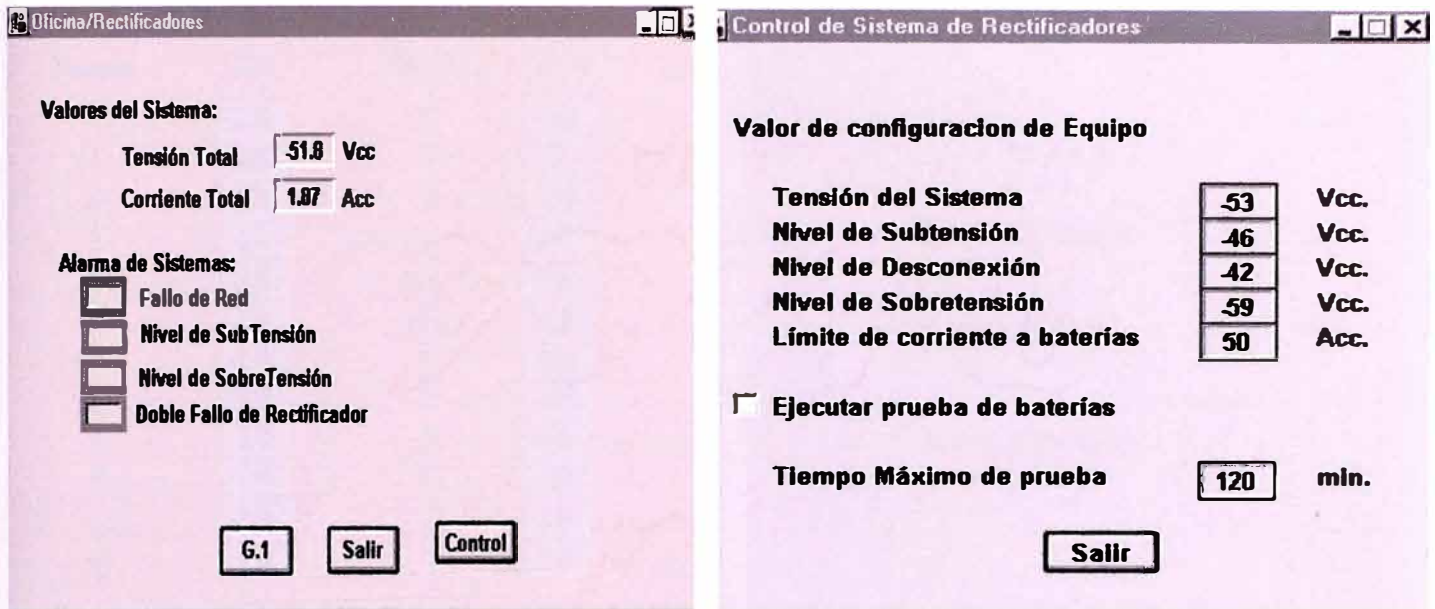 Oficina/Rectificadores
Valores del Sistema:
Tensión Total -51.8 Vcc
Corriente Total 1.87 Acc
Alarma de Sistemas:
Fallo de Red
Nivel de SubTensión
Nivel de SobreTensión
Doble Fallo de Rectificador
G.1 Salir Control
Control de Sistema de Rectificadores
Valor de configuracion de Equipo
Tensión del Sistema -53 Vcc.
Nivel de Subtensión -46 Vcc.
Nivel de Desconexión -42 Vcc.
Nivel de Sobretensión -59 Vcc.
Límite de corriente a baterías 50 Acc.
Ejecutar prueba de baterías
Tiempo Máximo de prueba 120 min.
Salir